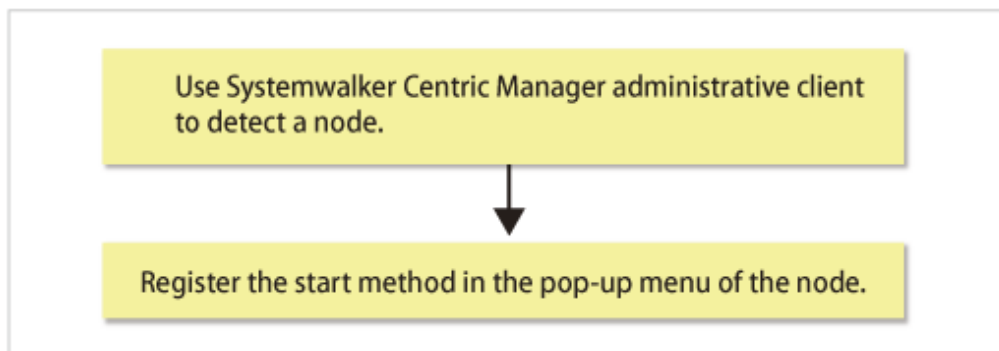 Use Systemwalker Centric Manager administrative client
to detect a node.
Register the start method in the pop-up menu of the node.